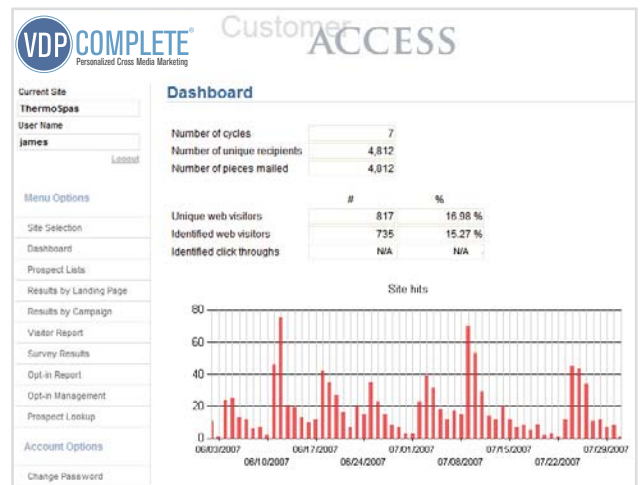 Customer
ACCESS
VDP COMPLETE®
Personalized Cross Media Marketing
Current Site
ThermoSpas
User Name
james
Logout
Menu Options
Site Selection
Dashboard
Prospect Lists
Results by Landing Page
Results by Campaign
Visitor Report
Survey Results
Opt-in Report
Opt-in Management
Prospect Lookup
Account Options
Change Password
Dashboard
Number of cycles 7
Number of unique recipients 4,812
Number of pieces mailed 4,812
# %
Unique web visitors 817 16.98 %
Identified web visitors 735 15.27 %
Identified click throughs N/A N/A
Site hits
80
60
40
20
0
06/03/2007 06/17/2007 07/01/2007 07/15/2007 07/29/2007
06/10/2007 06/24/2007 07/08/2007 07/22/2007